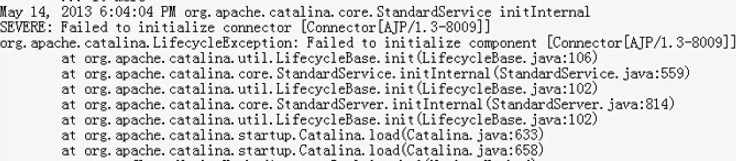 ... 10 more
May 14, 2013 6:04:04 PM org.apache.catalina.core.StandardService initInternal
SEVERE: Failed to initialize connector [Connector[AJP/1.3-8009]]
org.apache.catalina.LifecycleException: Failed to initialize component [Connector[AJP/1.3-8009]]
at org.apache.catalina.util.LifecycleBase.init(LifecycleBase.java:106)
at org.apache.catalina.core.StandardService.initInternal(StandardService.java:559)
at org.apache.catalina.util.LifecycleBase.init(LifecycleBase.java:102)
at org.apache.catalina.core.StandardServer.initInternal(StandardServer.java:814)
at org.apache.catalina.util.LifecycleBase.init(LifecycleBase.java:102)
at org.apache.catalina.startup.Catalina.load(Catalina.java:633)
at org.apache.catalina.startup.Catalina.load(Catalina.java:658)